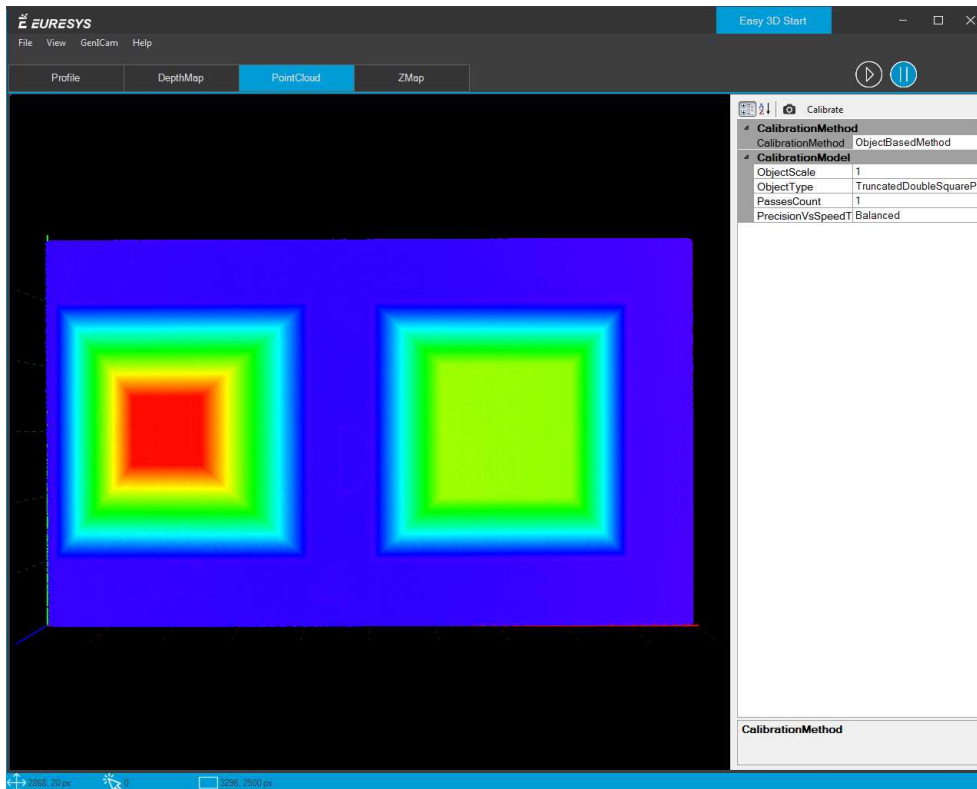 EURESYS
Easy 3D Start
File View GenICam Help
Profile DepthMap PointCloud ZMap
Calibrate
CalibrationMethod
CalibrationMethod ObjectBasedMethod
CalibrationModel
ObjectScale 1
ObjectType TruncatedDoubleSquareP
PassesCount 1
PrecisionVsSpeedT Balanced
CalibrationMethod
2868, 20 px 0 3296, 2500 px